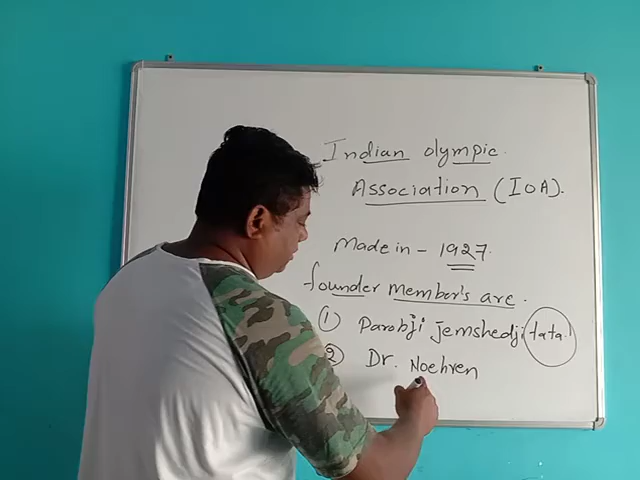 Indian olympic.
Association (IOA).
Made in - 1927.
founder member's are.
① Parobji Jemshedji tata.
② Dr. Noehren